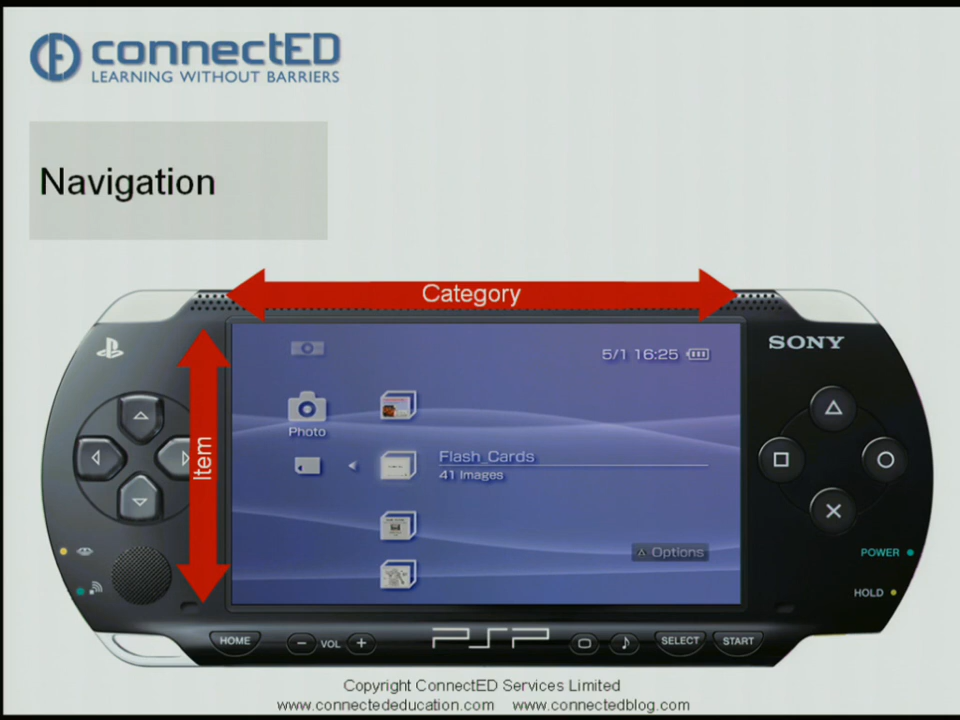 connectED
LEARNING WITHOUT BARRIERS
Navigation
Category
SONY
5/1 16:25
Photo
Item
Flash_Cards
41 Images
Options
POWER
HOLD
HOME
VOL
PSP
SELECT
START
Copyright ConnectED Services Limited
www.connectededucation.com www.connectedblog.com